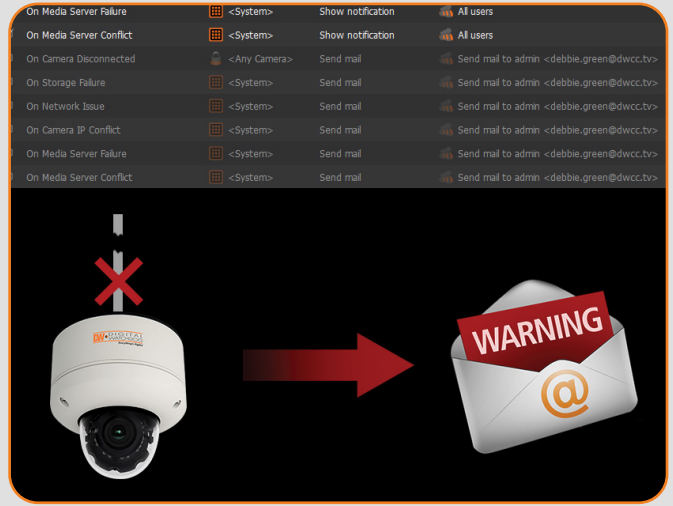 On Media Server Failure <System> Show notification All users
On Media Server Conflict <System> Show notification All users
On Camera Disconnected <Any Camera> Send mail Send mail to admin <debbie.green@dwcc.tv>
On Storage Failure <System> Send mail Send mail to admin <debbie.green@dwcc.tv>
On Network Issue <System> Send mail Send mail to admin <debbie.green@dwcc.tv>
On Camera IP Conflict <System> Send mail Send mail to admin <debbie.green@dwcc.tv>
On Media Server Failure <System> Send mail Send mail to admin <debbie.green@dwcc.tv>
On Media Server Conflict <System> Send mail Send mail to admin <debbie.green@dwcc.tv>
DW DIGITAL
WATCHDOG
WARNING
@